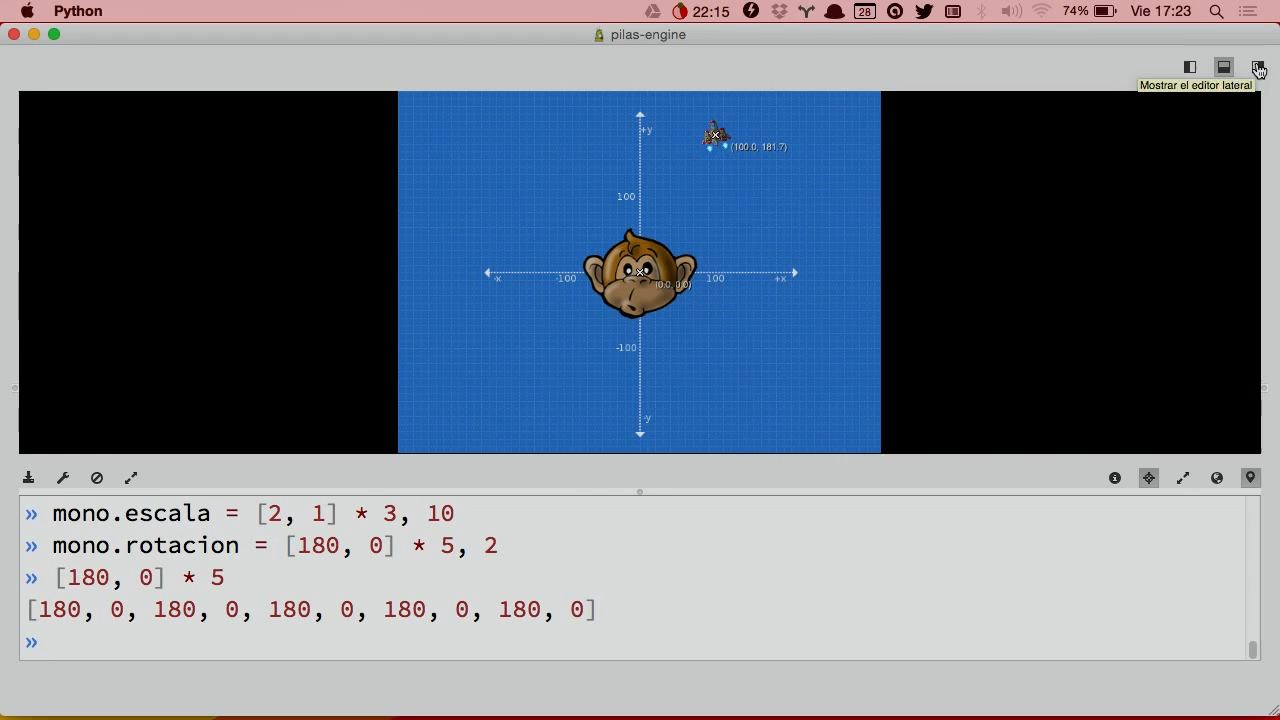 Python
22:15
28
74%
Vie 17:23
pilas-engine
Mostrar el editor lateral
+y
(100.0, 181.7)
100
-x
-100
(0.0, 0.0)
100
+x
-100
-y
» mono.escala = [2, 1] * 3, 10
» mono.rotacion = [180, 0] * 5, 2
» [180, 0] * 5
[180, 0, 180, 0, 180, 0, 180, 0, 180, 0]
»